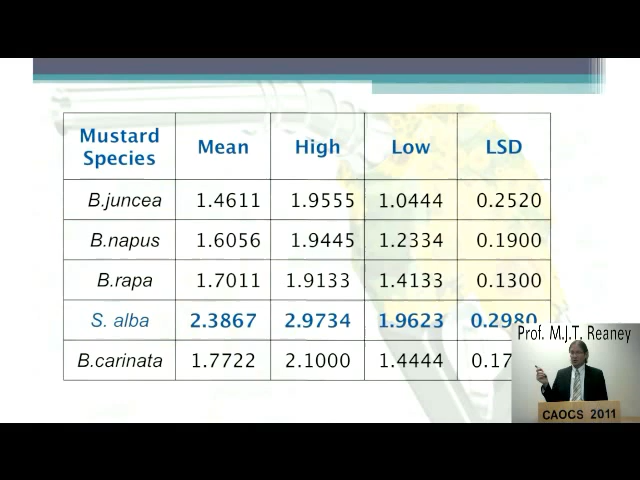 Mustard Species Mean High Low LSD
B.juncea 1.4611 1.9555 1.0444 0.2520
B.napus 1.6056 1.9445 1.2334 0.1900
B.rapa 1.7011 1.9133 1.4133 0.1300
S. alba 2.3867 2.9734 1.9623 0.2980
B.carinata 1.7722 2.1000 1.4444
Prof. M.J.T. Reaney
CAOCS 2011